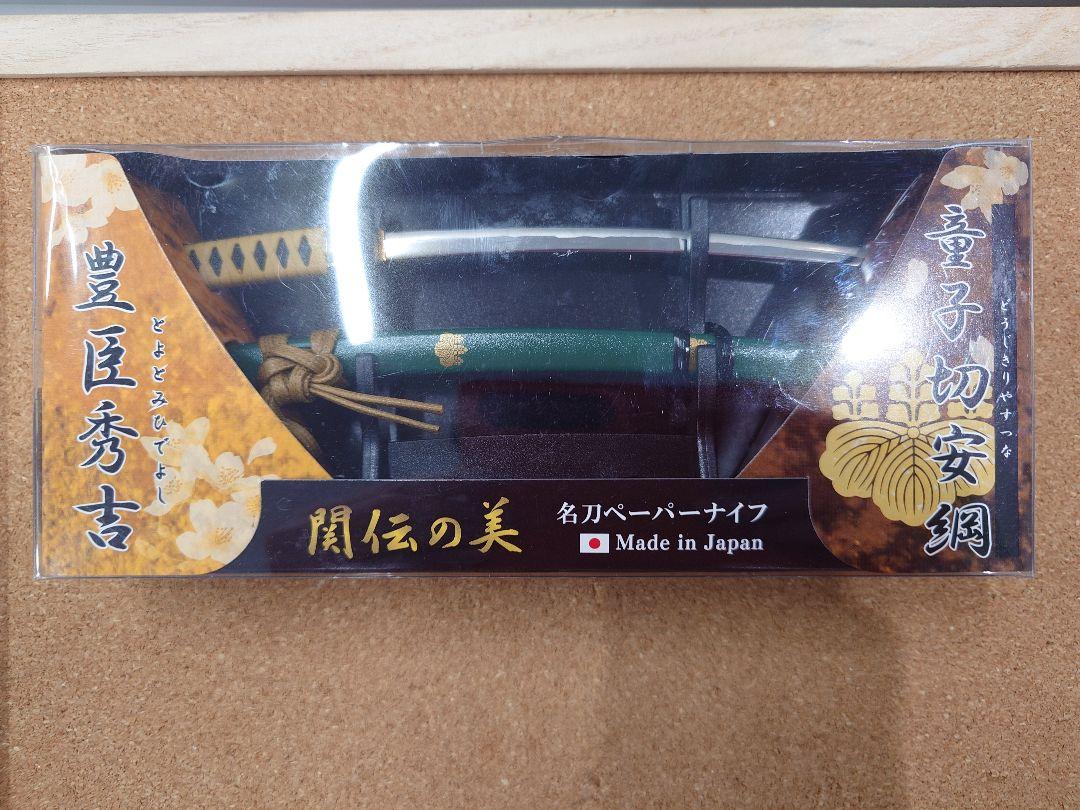 豊臣秀吉
とよとみひでよし
童子切安綱
どうじきりやすつな
関伝の美
名刀ペーパーナイフ
Made in Japan